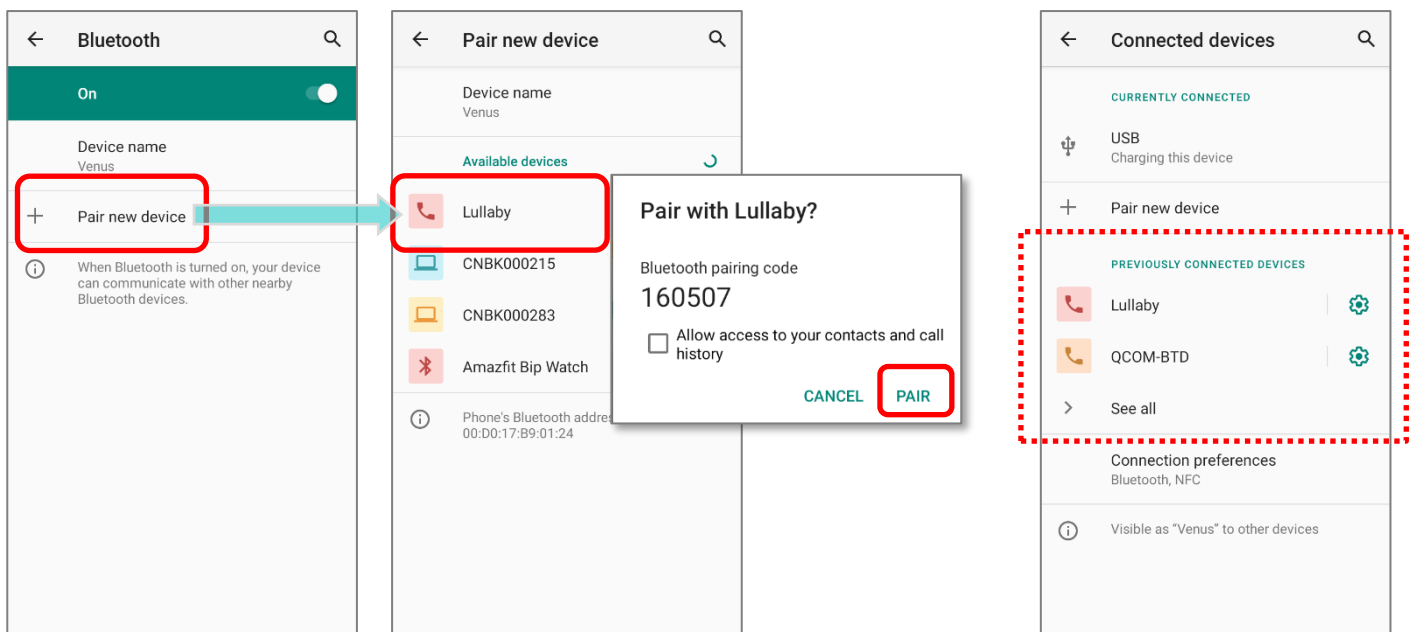 Bluetooth
On
Device name
Venus
Pair new device
When Bluetooth is turned on, your device
can communicate with other nearby
Bluetooth devices.
Pair new device
Device name
Venus
Available devices
Lullaby
CNBK000215
CNBK000283
Amazfit Bip Watch
Phone's Bluetooth addres
00:D0:17:B9:01:24
Pair with Lullaby?
Bluetooth pairing code
160507
Allow access to your contacts and call
history
CANCEL PAIR
Connected devices
CURRENTLY CONNECTED
USB
Charging this device
Pair new device
PREVIOUSLY CONNECTED DEVICES
Lullaby
QCOM-BTD
See all
Connection preferences
Bluetooth, NFC
Visible as “Venus” to other devices